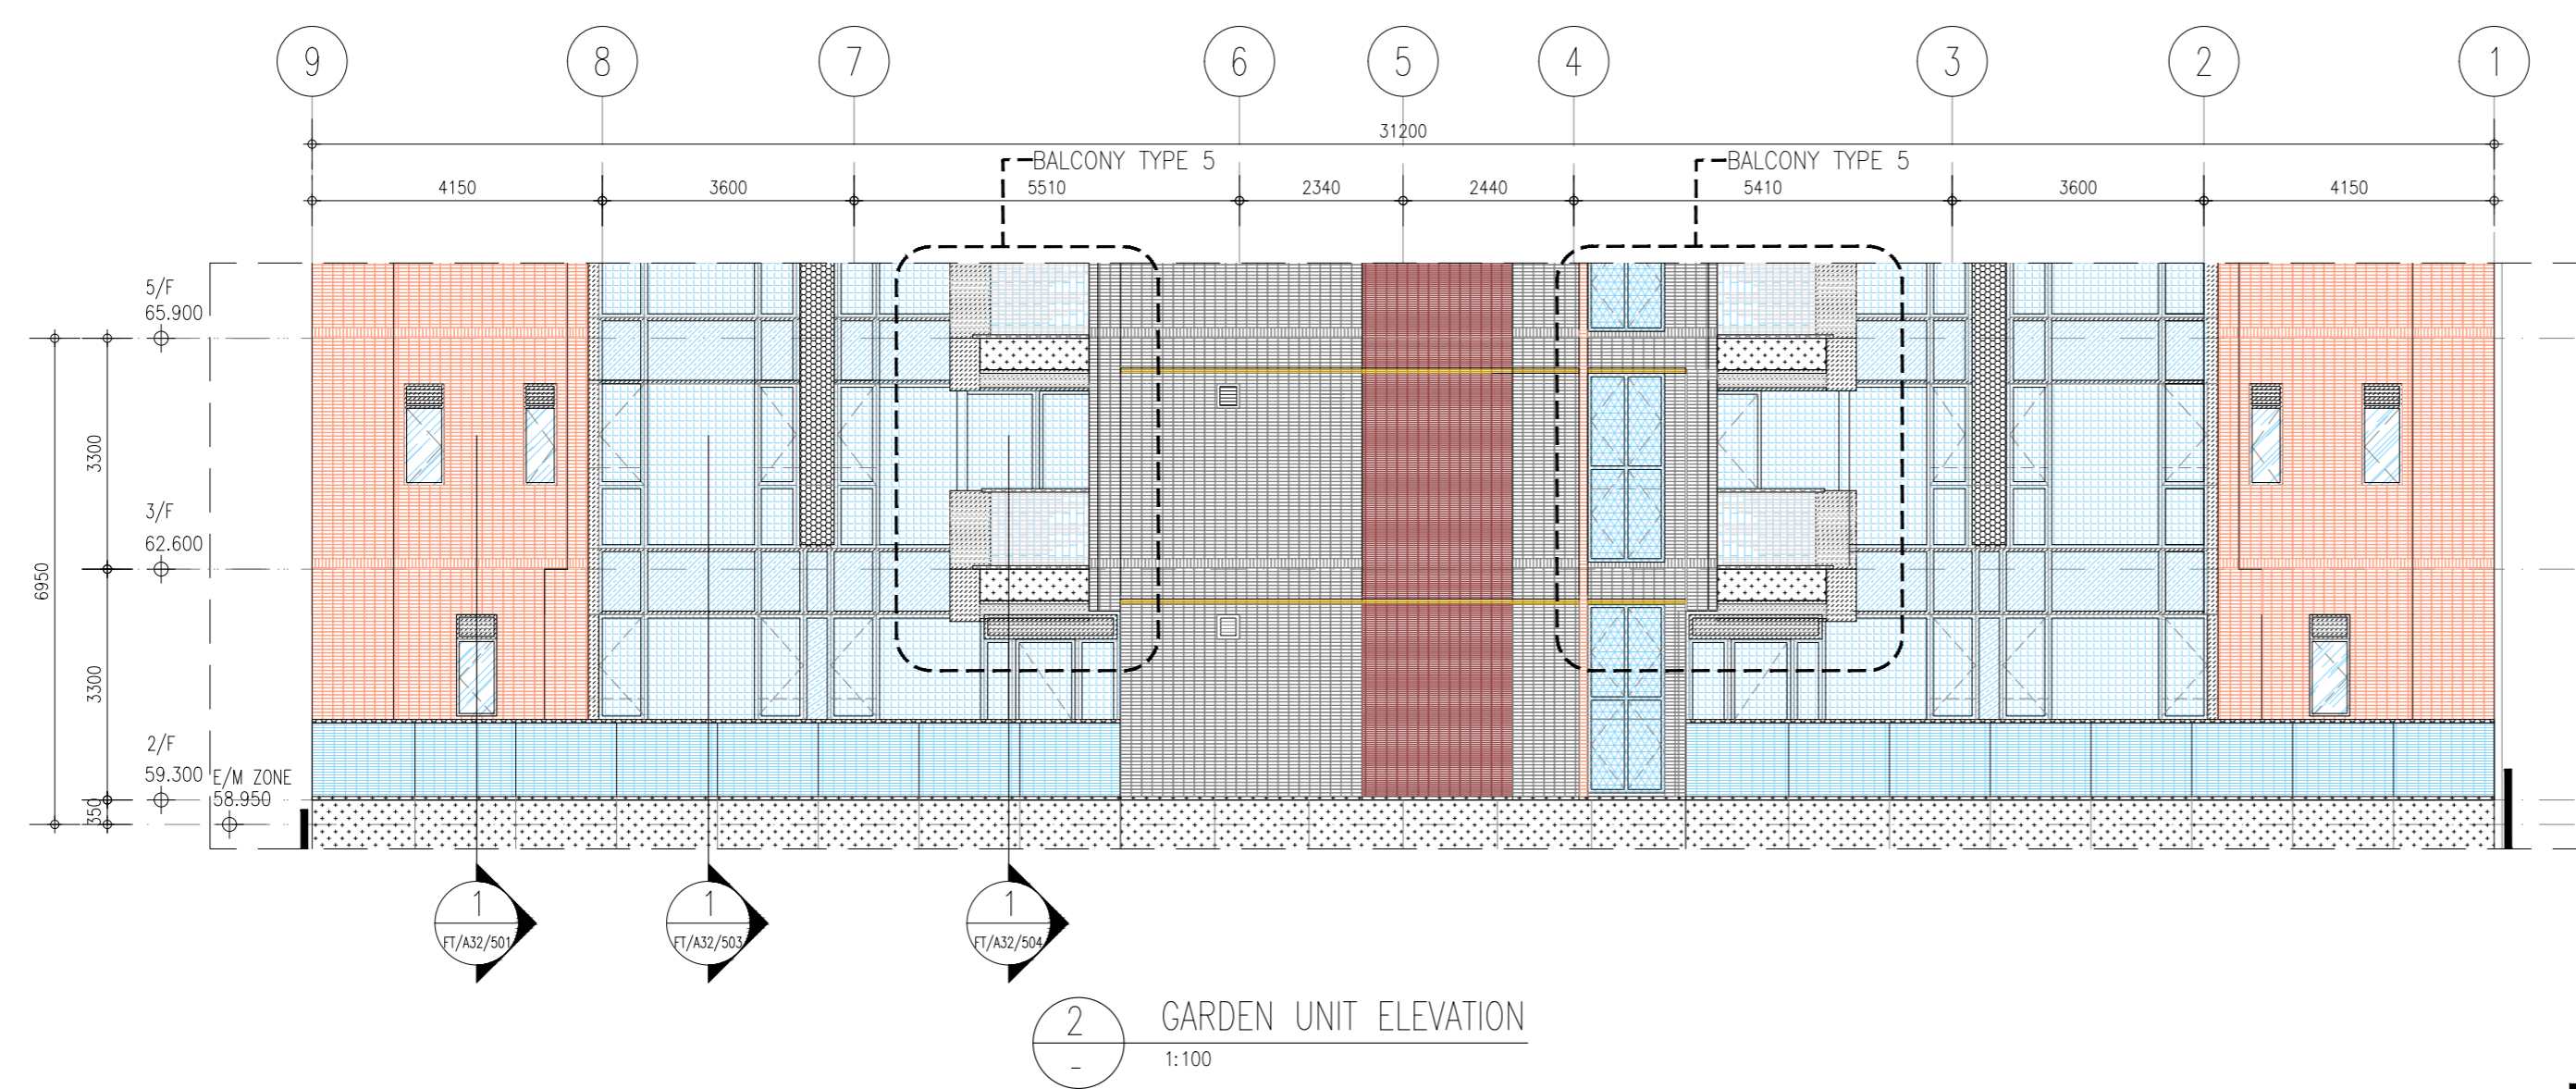 9 8 7 6 5 4 3 2 1
31200
BALCONY TYPE 5 BALCONY TYPE 5
4150 3600 5510 2340 2440 5410 3600 4150
5/F
65.900
3300
3/F
62.600
6950
3300
2/F
59.300 E/M ZONE
58.950
350
1 1 1
FT/A32/501 FT/A32/503 FT/A32/504
2 GARDEN UNIT ELEVATION
- 1:100